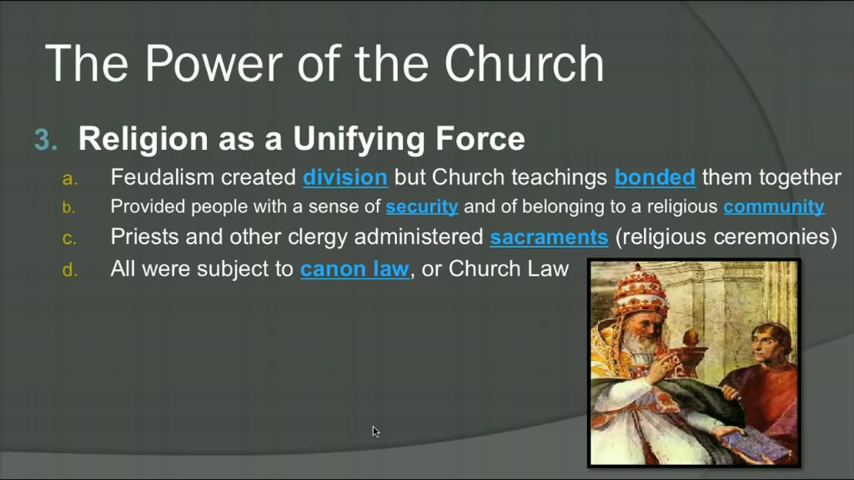 The Power of the Church
3. Religion as a Unifying Force
a. Feudalism created division but Church teachings bonded them together
b. Provided people with a sense of security and of belonging to a religious community
c. Priests and other clergy administered sacraments (religious ceremonies)
d. All were subject to canon law, or Church Law